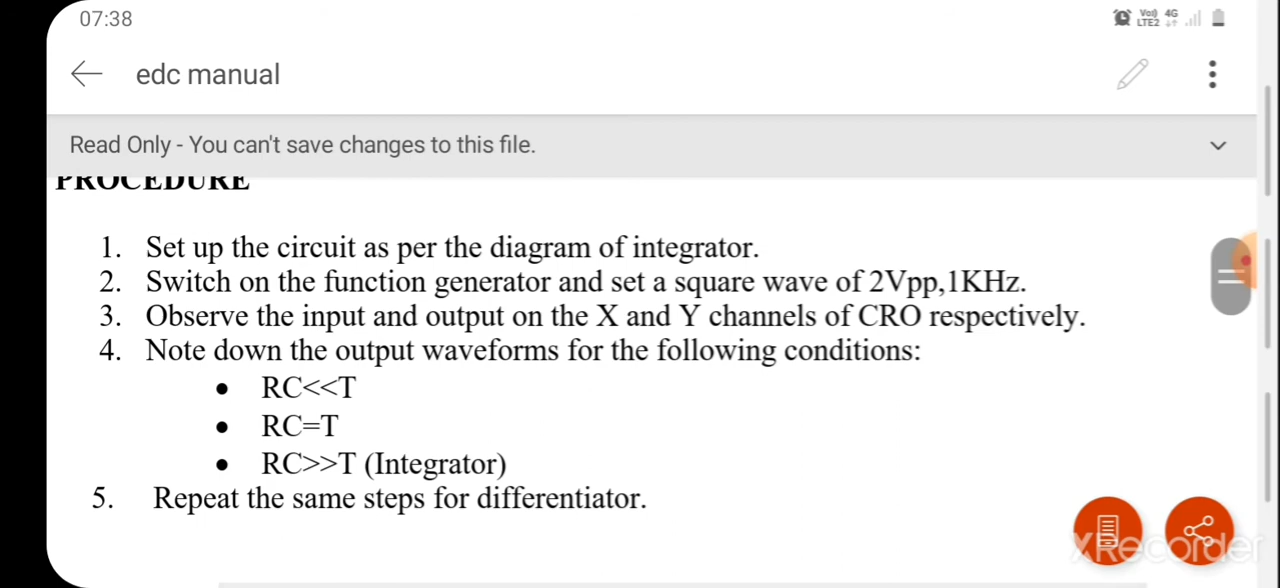 07:38
Vo)) 4G
LTE2
edc manual
Read Only - You can't save changes to this file.
PROCEDURE
1. Set up the circuit as per the diagram of integrator.
2. Switch on the function generator and set a square wave of 2Vpp,1KHz.
3. Observe the input and output on the X and Y channels of CRO respectively.
4. Note down the output waveforms for the following conditions:
• RC<<T
• RC=T
• RC>>T (Integrator)
5. Repeat the same steps for differentiator.
XRecorder